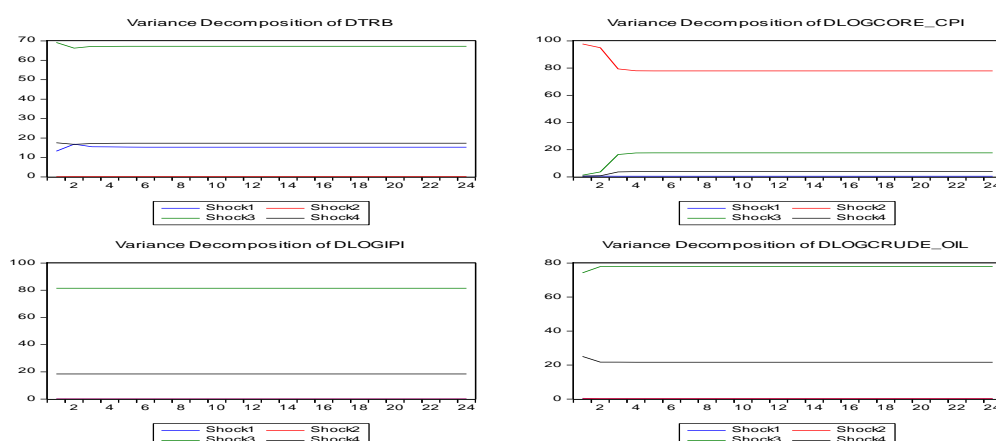 Variance Decomposition of DTRB
70
60
50
40
30
20
10
0
2 4 6 8 10 12 14 16 18 20 22 24
Shock1 Shock2
Shock3 Shock4
Variance Decomposition of DLOGCORE_CPI
100
80
60
40
20
0
2 4 6 8 10 12 14 16 18 20 22 24
Shock1 Shock2
Shock3 Shock4
Variance Decomposition of DLOGIPI
100
80
60
40
20
0
2 4 6 8 10 12 14 16 18 20 22 24
Shock1 Shock2
Shock3 Shock4
Variance Decomposition of DLOGCRUDE_OIL
80
60
40
20
0
2 4 6 8 10 12 14 16 18 20 22 24
Shock1 Shock2
Shock3 Shock4